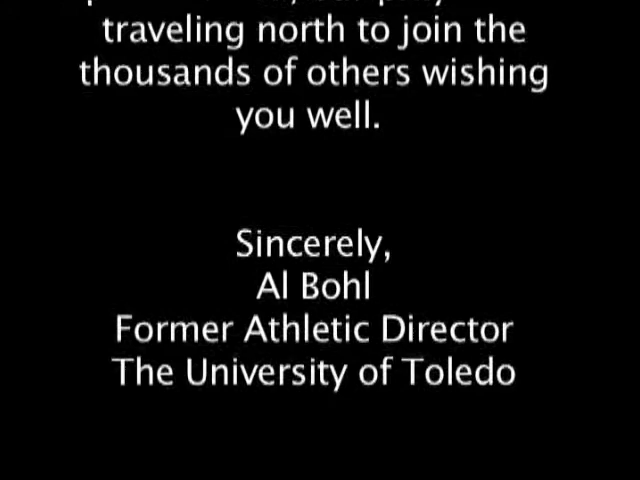 traveling north to join the
thousands of others wishing
you well.
Sincerely,
Al Bohl
Former Athletic Director
The University of Toledo